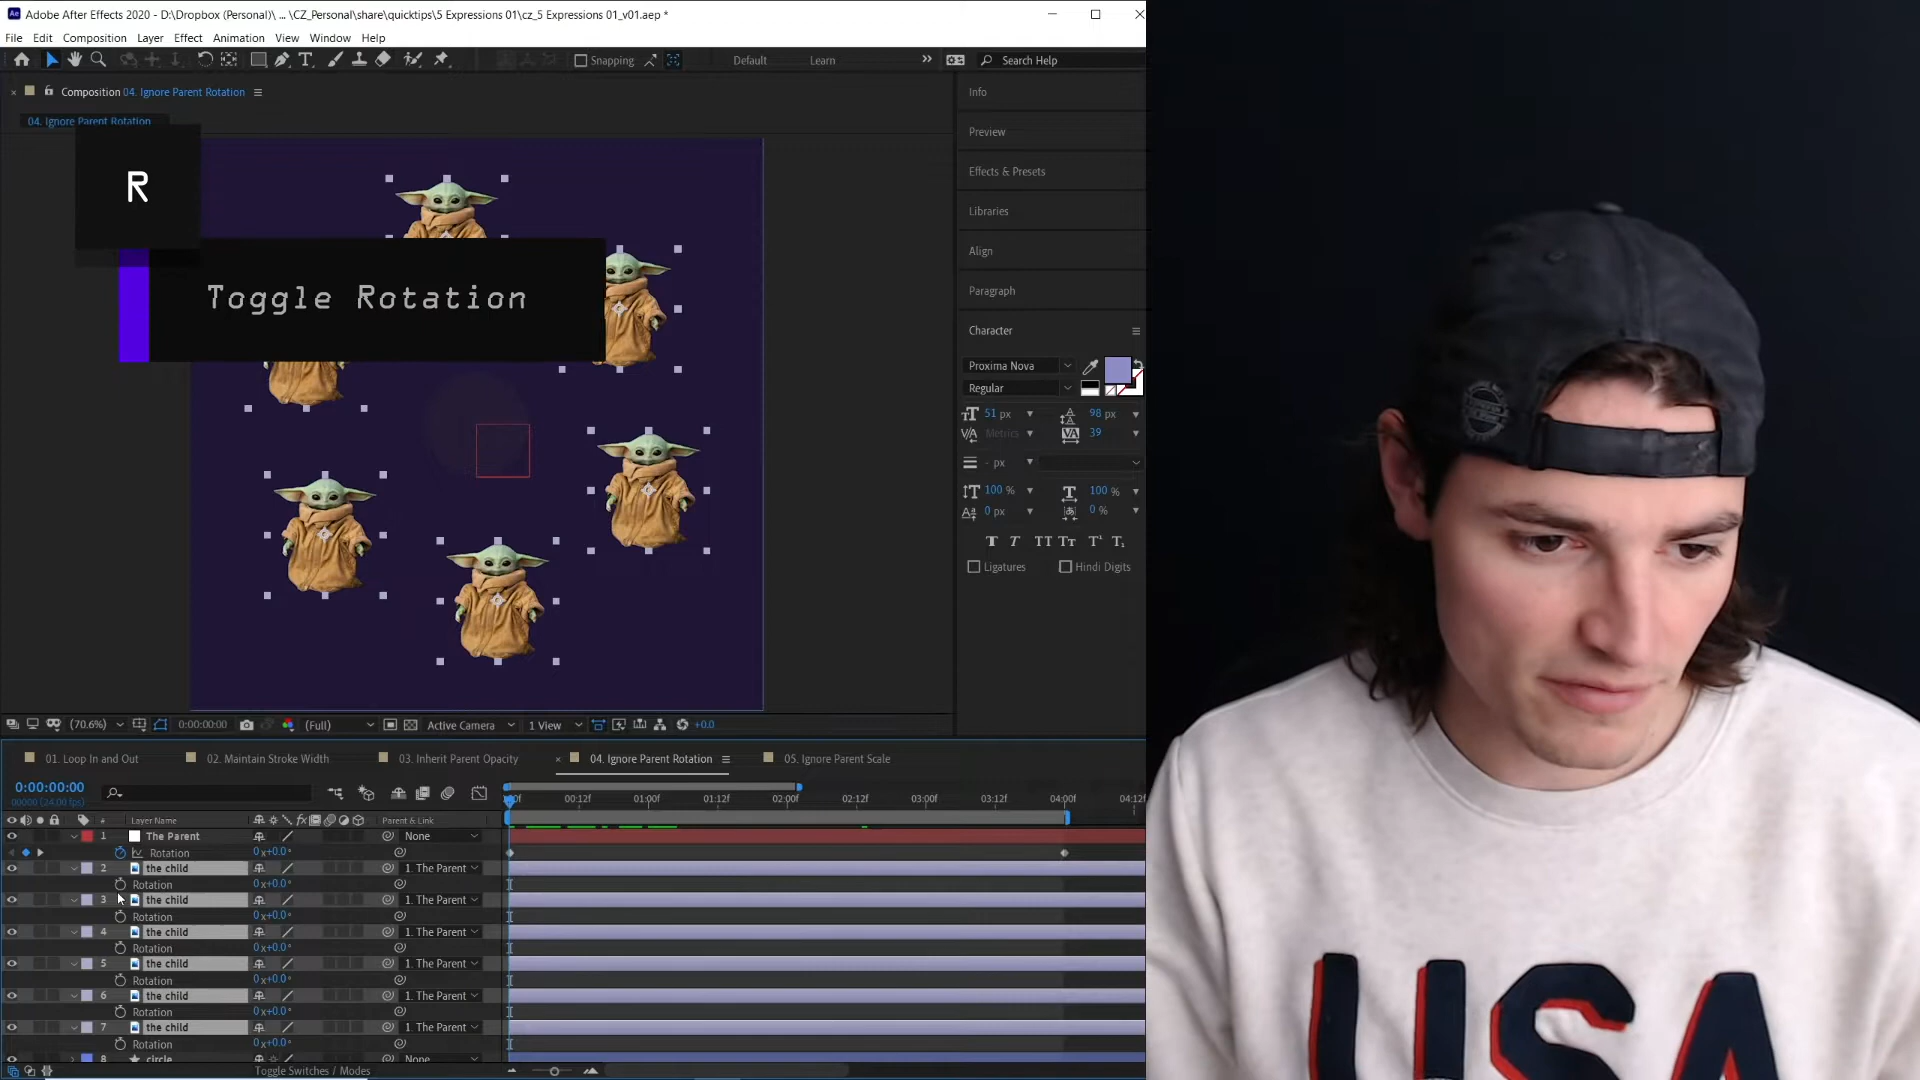 Ae Adobe After Effects 2020 - D:\Dropbox (Personal)\ ... \CZ_Personal\share\quicktips\5 Expressions 01\cz_5 Expressions 01_v01.aep *
File Edit Composition Layer Effect Animation View Window Help
Snapping Default Learn Search Help
Composition 04. Ignore Parent Rotation
04. Ignore Parent Rotation
R
Toggle Rotation
Info
Preview
Effects & Presets
Libraries
Align
Paragraph
Character
Proxima Nova
Regular
51 px 98 px
Metrics 39
- px
100 % 100 %
0 px 0 %
T T TT Tt T¹ T₁
Ligatures Hindi Digits
(70.6%) 0:00:00:00 (Full) Active Camera 1 View +0.0
01. Loop In and Out 02. Maintain Stroke Width 03. Inherit Parent Opacity 04. Ignore Parent Rotation 05. Ignore Parent Scale
0:00:00:00
00000 (24.00 fps)
00:12f 01:00f 01:12f 02:00f 02:12f 03:00f 03:12f 04:00f 04:12f
# Layer Name fx Parent & Link
1 The Parent None
Rotation 0x+0.0°
2 the child 1. The Parent
Rotation 0x+0.0°
3 the child 1. The Parent
Rotation 0x+0.0°
4 the child 1. The Parent
Rotation 0x+0.0°
5 the child 1. The Parent
Rotation 0x+0.0°
6 the child 1. The Parent
Rotation 0x+0.0°
7 the child 1. The Parent
Rotation 0x+0.0°
8 circle None
Toggle Switches / Modes
USA